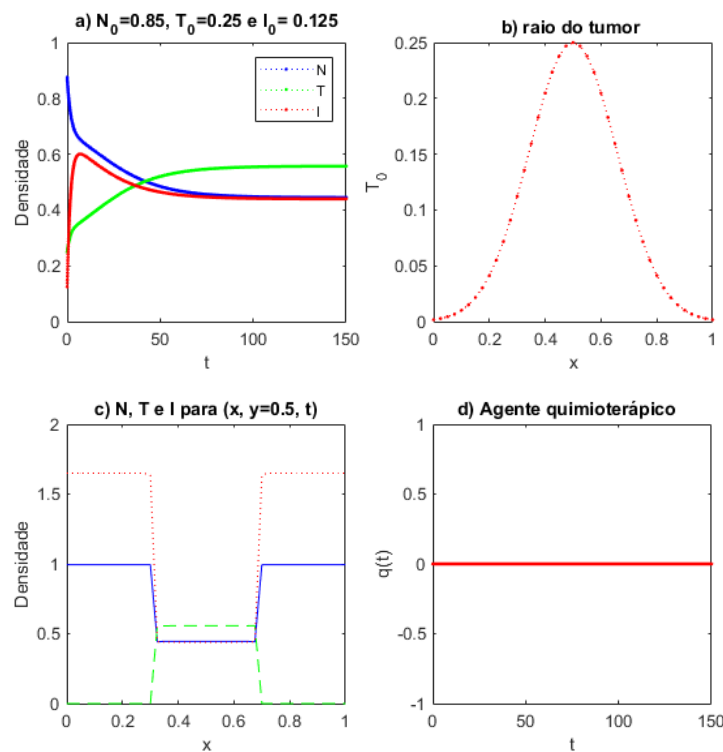 a) N₀=0.85, T₀=0.25 e I₀= 0.125
1
0.8
0.6
0.4
0.2
0
Densidade
N
T
I
0
50
100
150
t
b) raio do tumor
0.25
0.2
0.15
0.1
0.05
0
T₀
0
0.2
0.4
0.6
0.8
1
x
c) N, T e I para (x, y=0.5, t)
2
1.5
1
0.5
0
Densidade
0
0.2
0.4
0.6
0.8
1
x
d) Agente quimioterápico
1
0.5
0
-0.5
-1
q(t)
0
50
100
150
t